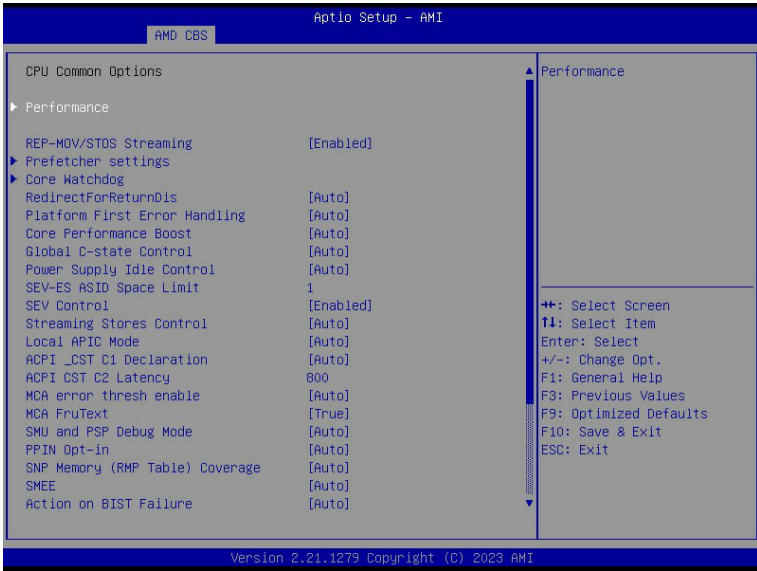 Aptio Setup – AMI
AMD CBS
CPU Common Options
Performance
REP-MOV/STOS Streaming [Enabled]
Prefetcher settings
Core Watchdog
RedirectForReturnDis [Auto]
Platform First Error Handling [Auto]
Core Performance Boost [Auto]
Global C-state Control [Auto]
Power Supply Idle Control [Auto]
SEV-ES ASID Space Limit 1
SEV Control [Enabled]
Streaming Stores Control [Auto]
Local APIC Mode [Auto]
ACPI _CST C1 Declaration [Auto]
ACPI CST C2 Latency 800
MCA error thresh enable [Auto]
MCA FruText [True]
SMU and PSP Debug Mode [Auto]
PPIN Opt-in [Auto]
SNP Memory (RMP Table) Coverage [Auto]
SMEE [Auto]
Action on BIST Failure [Auto]
Performance
→←: Select Screen
↑↓: Select Item
Enter: Select
+/-: Change Opt.
F1: General Help
F3: Previous Values
F9: Optimized Defaults
F10: Save & Exit
ESC: Exit
Version 2.21.1279 Copyright (C) 2023 AMI